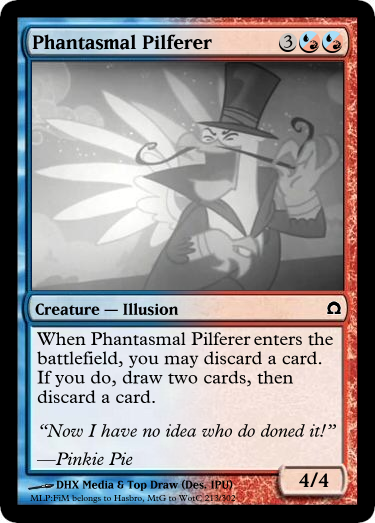 Phantasmal Pilferer 3
Creature — Illusion Ω
When Phantasmal Pilferer enters the
battlefield, you may discard a card.
If you do, draw two cards, then
discard a card.
“Now I have no idea who do doned it!”
—Pinkie Pie
DHX Media & Top Draw (Des. IPU)
MLP:FiM belongs to Hasbro, MtG to WotC 213/302
4/4